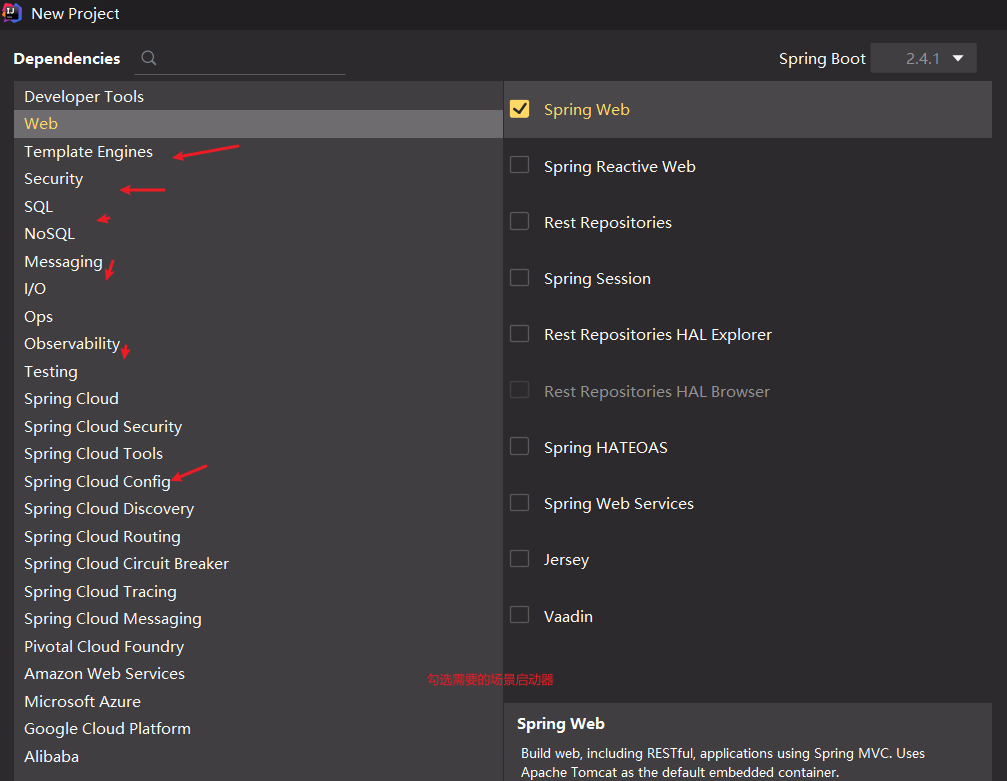 New Project
Dependencies
Spring Boot 2.4.1
Developer Tools
Web
Template Engines
Security
SQL
NoSQL
Messaging
I/O
Ops
Observability
Testing
Spring Cloud
Spring Cloud Security
Spring Cloud Tools
Spring Cloud Config
Spring Cloud Discovery
Spring Cloud Routing
Spring Cloud Circuit Breaker
Spring Cloud Tracing
Spring Cloud Messaging
Pivotal Cloud Foundry
Amazon Web Services
Microsoft Azure
Google Cloud Platform
Alibaba
Spring Web
Spring Reactive Web
Rest Repositories
Spring Session
Rest Repositories HAL Explorer
Rest Repositories HAL Browser
Spring HATEOAS
Spring Web Services
Jersey
Vaadin
勾选需要的场景启动器
Spring Web
Build web, including RESTful, applications using Spring MVC. Uses
Apache Tomcat as the default embedded container.